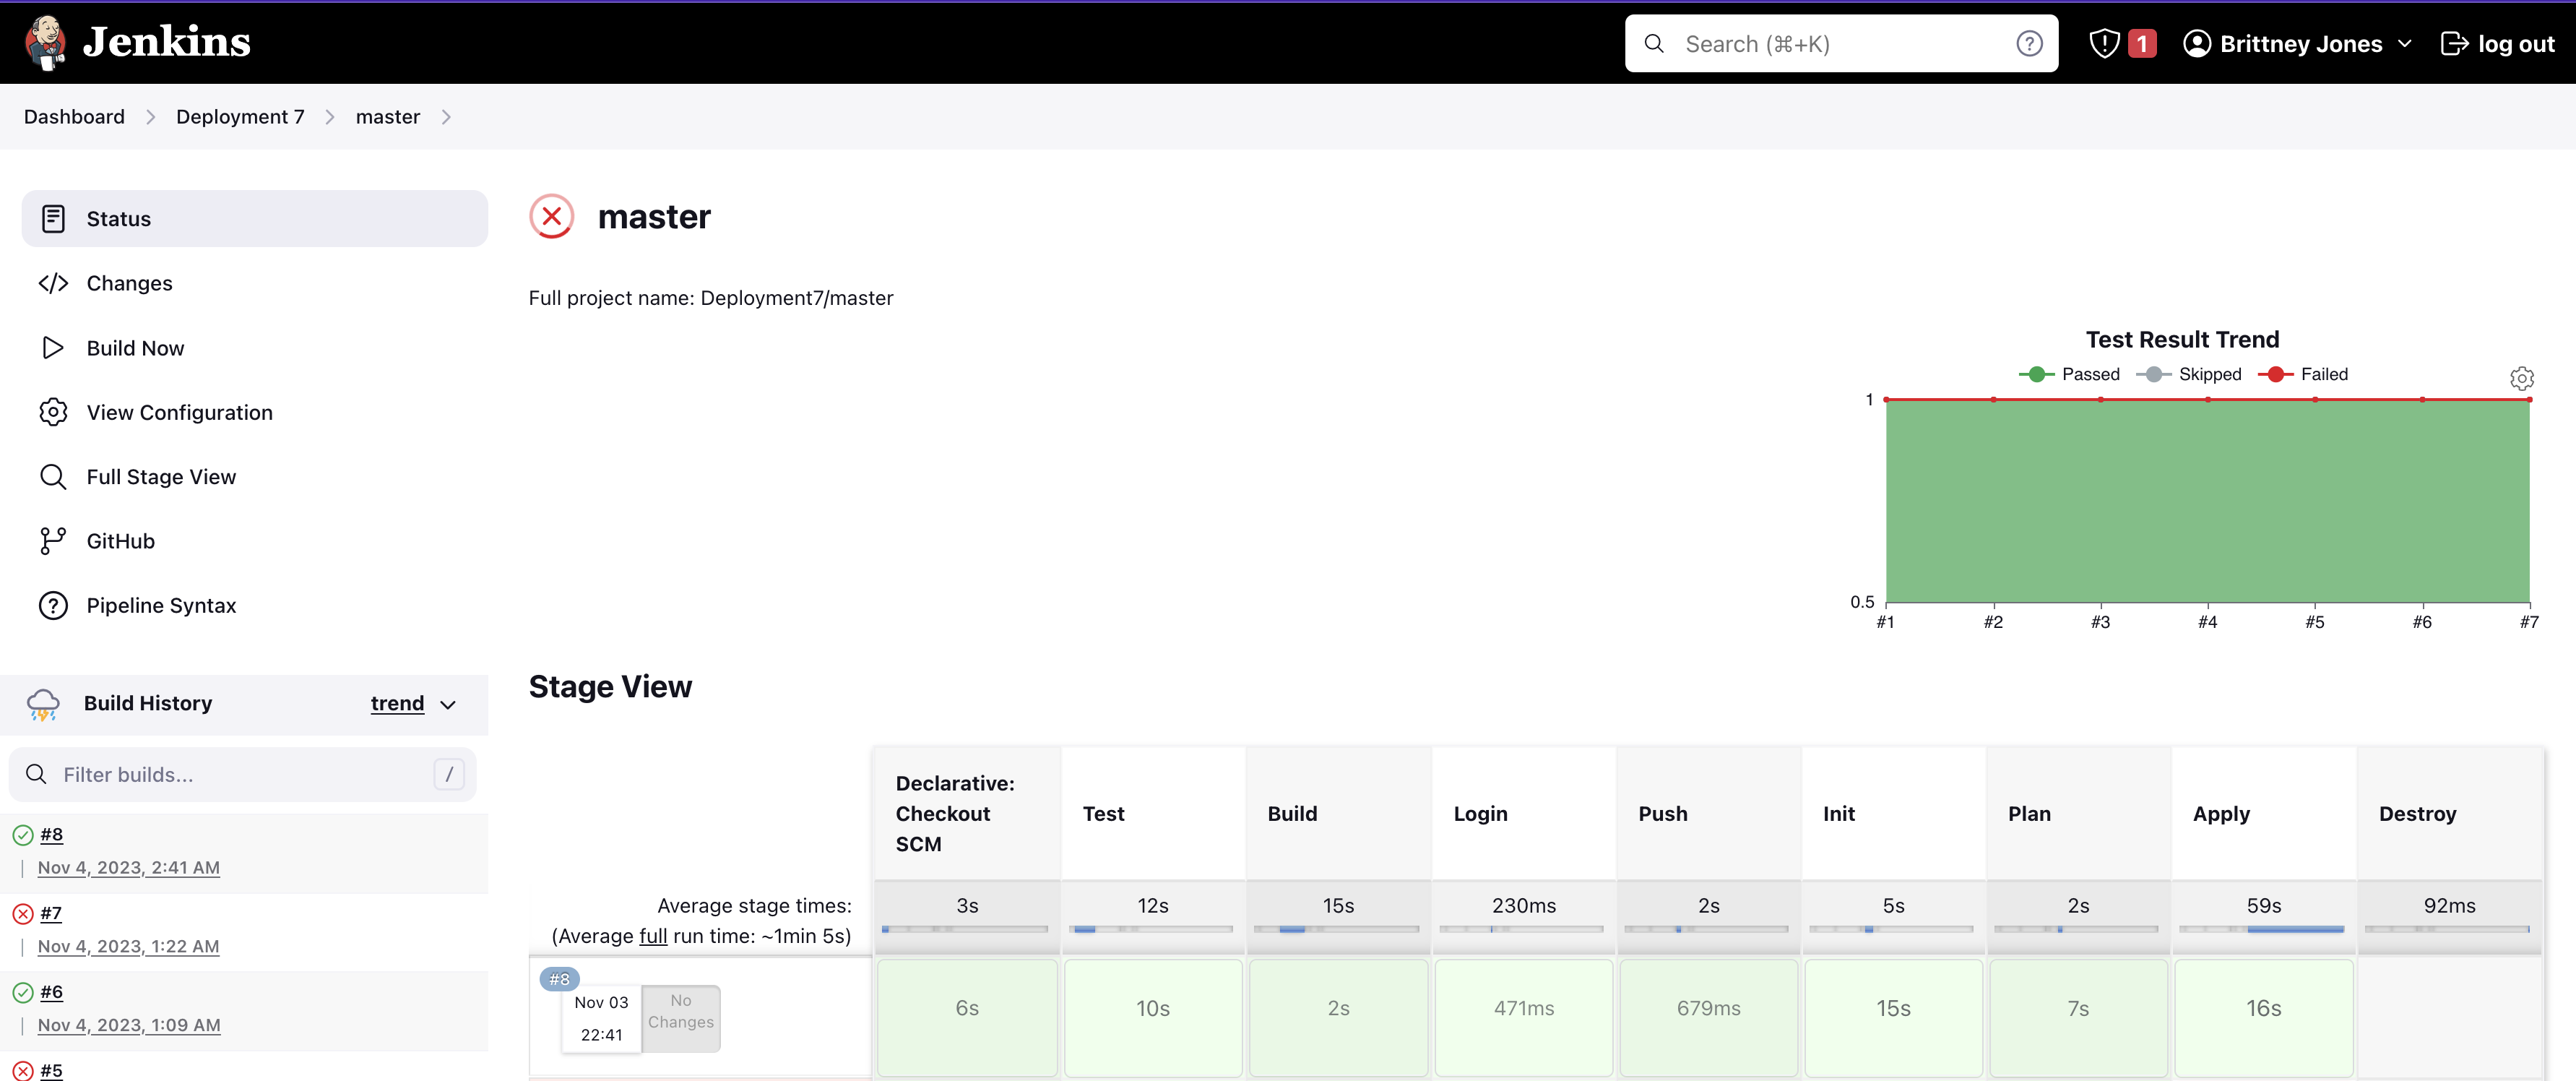 Jenkins
Search (⌘+K)
1
Brittney Jones
log out
Dashboard
Deployment 7
master
Status
Changes
Build Now
View Configuration
Full Stage View
GitHub
Pipeline Syntax
Build History
trend
Filter builds...
/
#8
Nov 4, 2023, 2:41 AM
#7
Nov 4, 2023, 1:22 AM
#6
Nov 4, 2023, 1:09 AM
#5
master
Full project name: Deployment7/master
Test Result Trend
Passed Skipped Failed
1
0.5
#1 #2 #3 #4 #5 #6 #7
Stage View
Declarative:
Checkout
SCM
Test
Build
Login
Push
Init
Plan
Apply
Destroy
Average stage times:
(Average full run time: ~1min 5s)
3s
12s
15s
230ms
2s
5s
2s
59s
92ms
#8
Nov 03
22:41
No
Changes
6s
10s
2s
471ms
679ms
15s
7s
16s